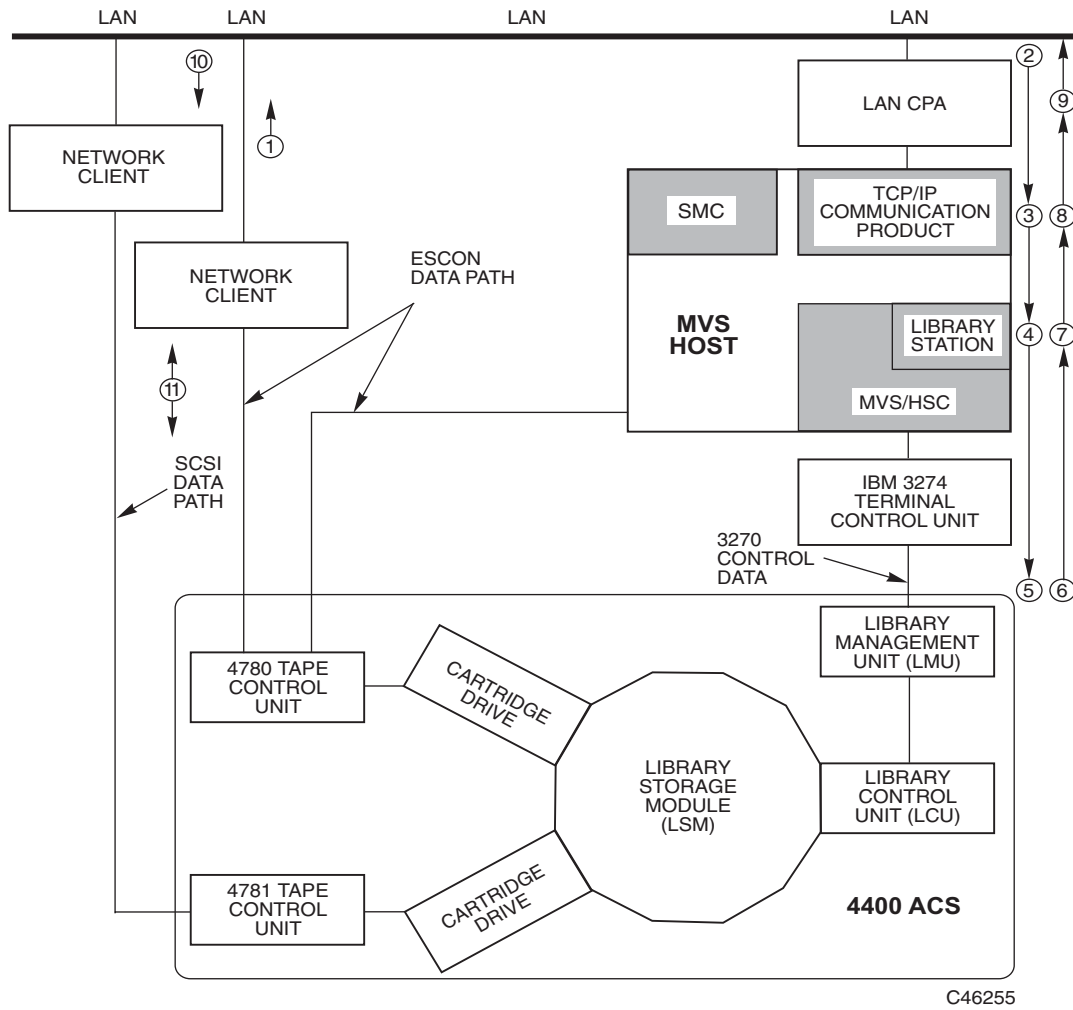 LAN
LAN
LAN
LAN
10
1
2
9
LAN CPA
NETWORK
CLIENT
SMC
TCP/IP
COMMUNICATION
PRODUCT
3
8
NETWORK
CLIENT
ESCON
DATA PATH
MVS
HOST
LIBRARY
STATION
4
7
MVS/HSC
11
SCSI
DATA
PATH
IBM 3274
TERMINAL
CONTROL UNIT
3270
CONTROL
DATA
5
6
LIBRARY
MANAGEMENT
UNIT (LMU)
4780 TAPE
CONTROL
UNIT
CARTRIDGE
DRIVE
LIBRARY
STORAGE
MODULE
(LSM)
LIBRARY
CONTROL
UNIT (LCU)
4781 TAPE
CONTROL
UNIT
CARTRIDGE
DRIVE
4400 ACS
C46255